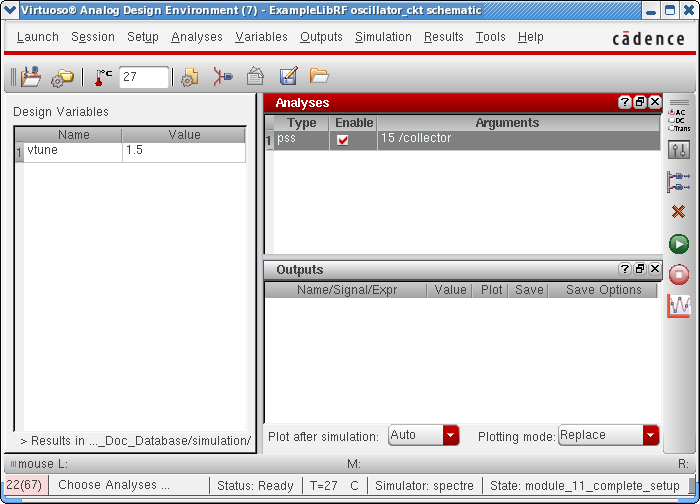 Virtuoso® Analog Design Environment (7) - ExampleLibRF oscillator_ckt schematic
Launch Session Setup Analyses Variables Outputs Simulation Results Tools Help
cādence
°C 27
Design Variables
Name Value
1 vtune 1.5
> Results in ..._Doc_Database/simulation/
Analyses
Type Enable Arguments
1 pss 15 /collector
Outputs
Name/Signal/Expr Value Plot Save Save Options
Plot after simulation: Auto Plotting mode: Replace
AC
DC
Trans
mouse L: M: R:
22(67) Choose Analyses ... Status: Ready T=27 C Simulator: spectre State: module_11_complete_setup